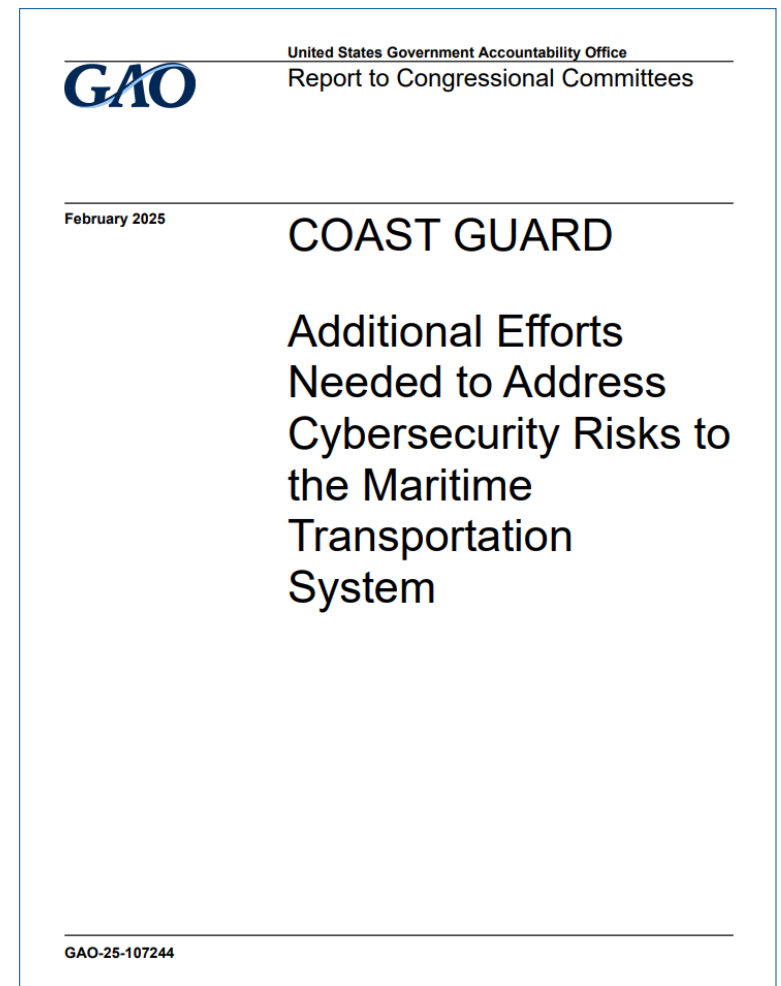 United States Government Accountability Office
GAO
Report to Congressional Committees
February 2025
COAST GUARD
Additional Efforts
Needed to Address
Cybersecurity Risks to
the Maritime
Transportation
System
GAO-25-107244